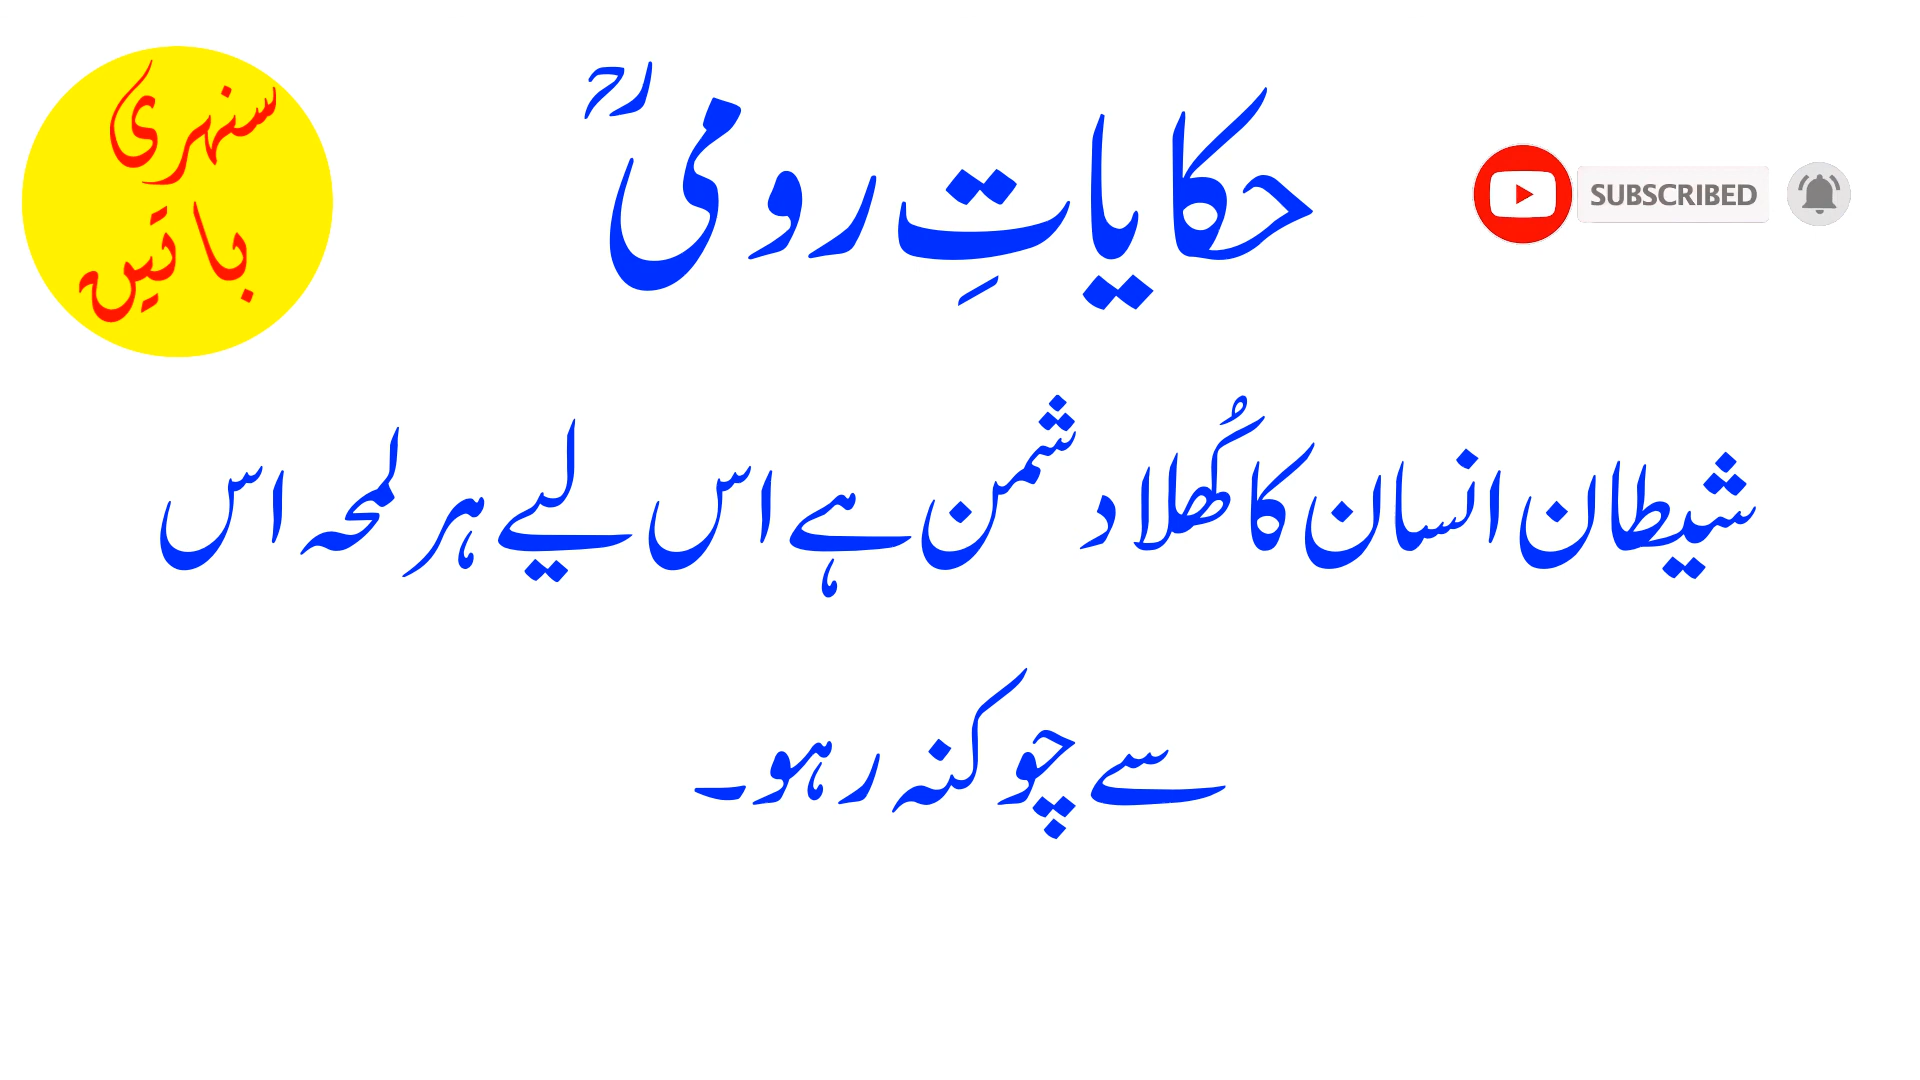 سنہری
باتیں
حکایاتِ رومیؒ
SUBSCRIBED
شیطان انسان کا کُھلا دشمن ہے اس لیے ہر لمحہ اس
سے چوکنہ رہو۔